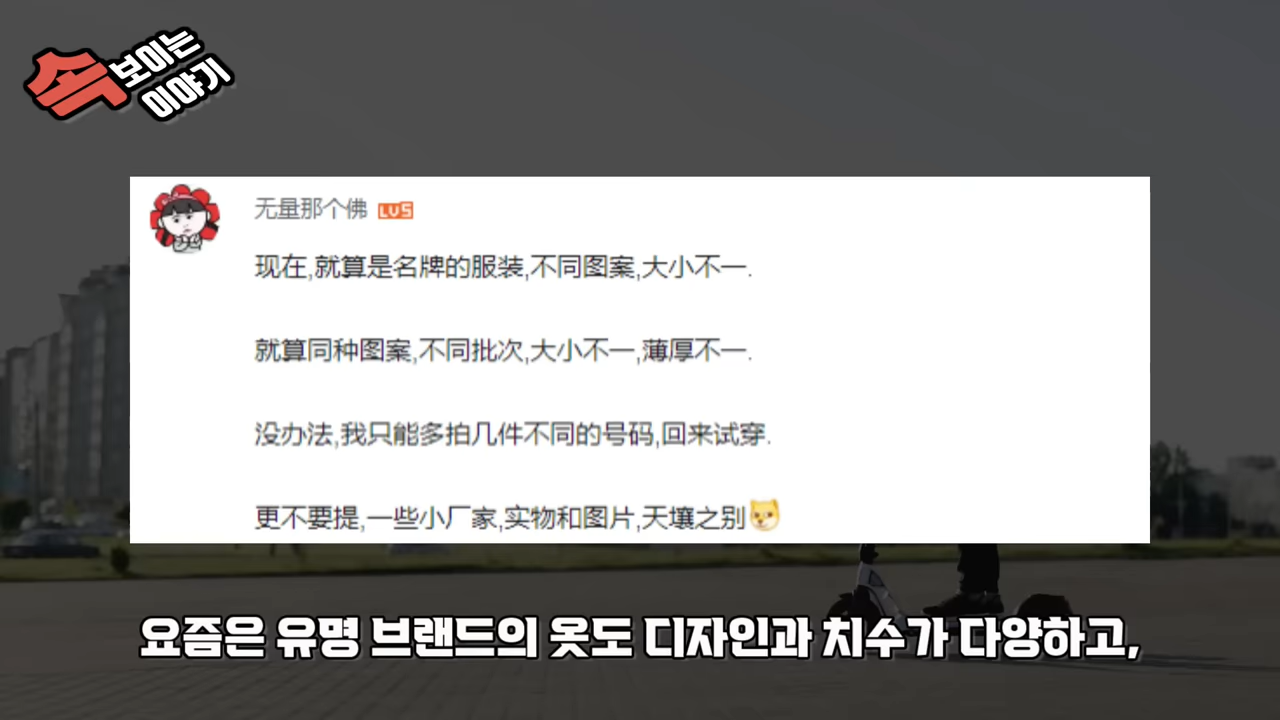 속 보이는
이야기
无量那个佛 LV5
现在,就算是名牌的服装,不同图案,大小不一.
就算同种图案,不同批次,大小不一,薄厚不一.
没办法,我只能多拍几件不同的号码,回来试穿.
更不要提,一些小厂家,实物和图片,天壤之别
요즘은 유명 브랜드의 옷도 디자인과 치수가 다양하고,